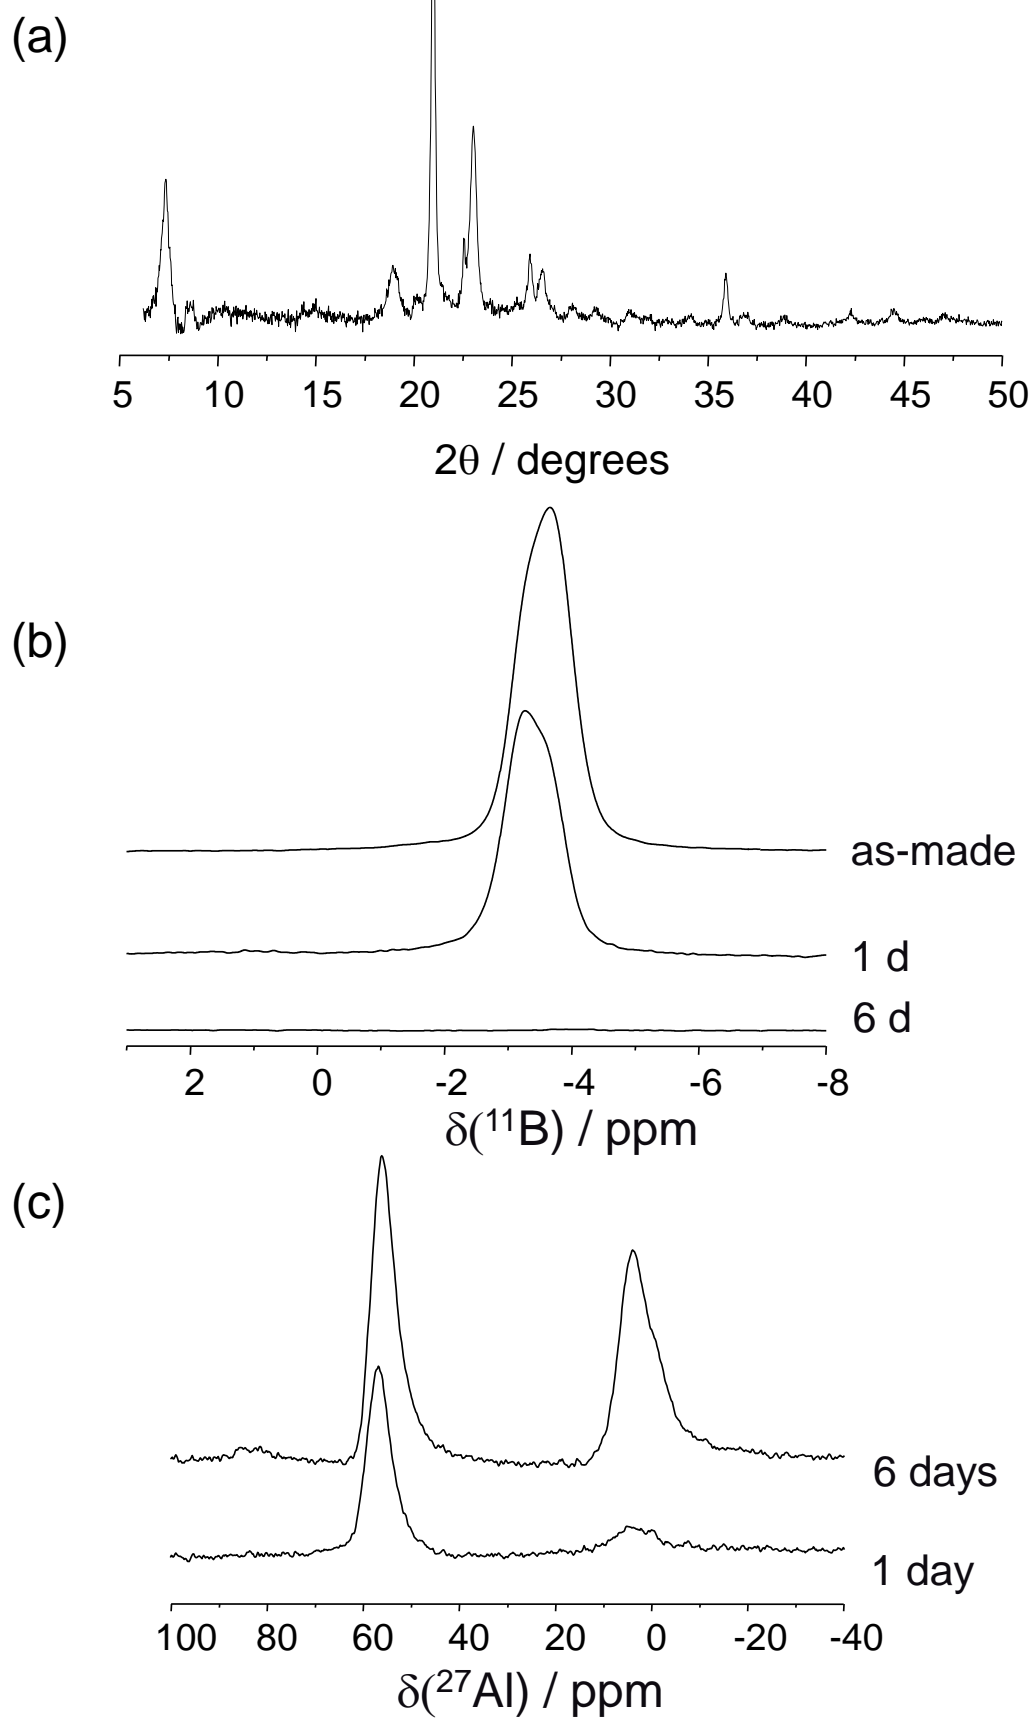 (a)
5 10 15 20 25 30 35 40 45 50
2θ / degrees
(b)
as-made
1 d
6 d
2 0 -2 -4 -6 -8
δ(¹¹B) / ppm
(c)
6 days
1 day
100 80 60 40 20 0 -20 -40
δ(²⁷Al) / ppm